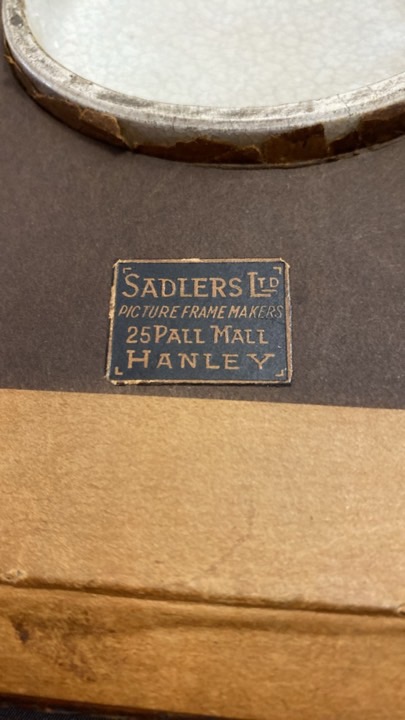 SADLERS LTD
PICTURE FRAME MAKERS
25 PALL MALL
HANLEY